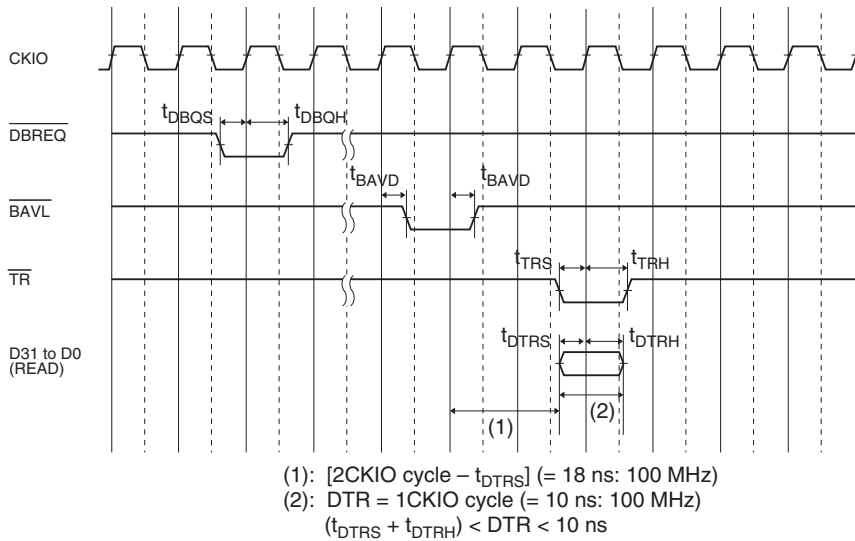 CKIO
DBREQ
tDBQS
tDBQH
BAVL
tBAVD
tBAVD
TR
tTRS
tTRH
D31 to D0
(READ)
tDTRS
tDTRH
(1)
(2)
(1): [2CKIO cycle – tDTRS] (= 18 ns: 100 MHz)
(2): DTR = 1CKIO cycle (= 10 ns: 100 MHz)
(tDTRS + tDTRH) < DTR < 10 ns